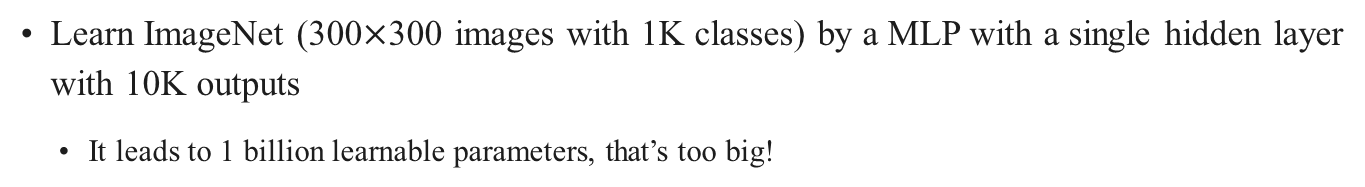 • Learn ImageNet (300×300 images with 1K classes) by a MLP with a single hidden layer
with 10K outputs
• It leads to 1 billion learnable parameters, that’s too big!